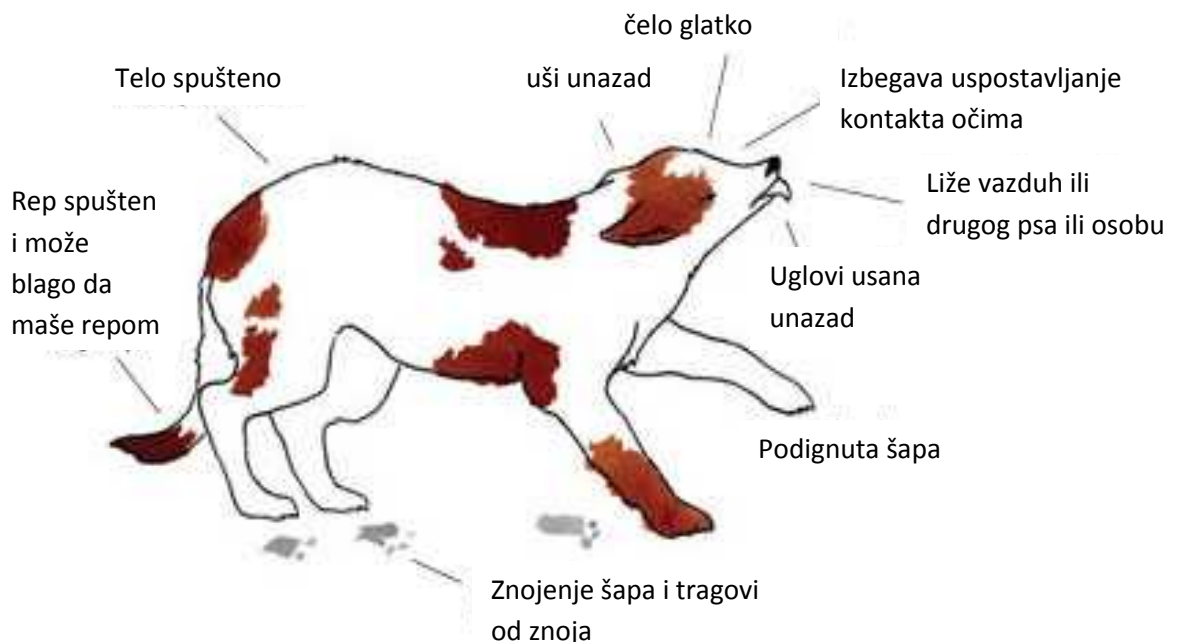 čelo glatko
Telo spušteno
uši unazad
Izbegava uspostavljanje
kontakta očima
Liže vazduh ili
drugog psa ili osobu
Rep spušten
i može
blago da
maše repom
Uglovi usana
unazad
Podignuta šapa
Znojenje šapa i tragovi
od znoja